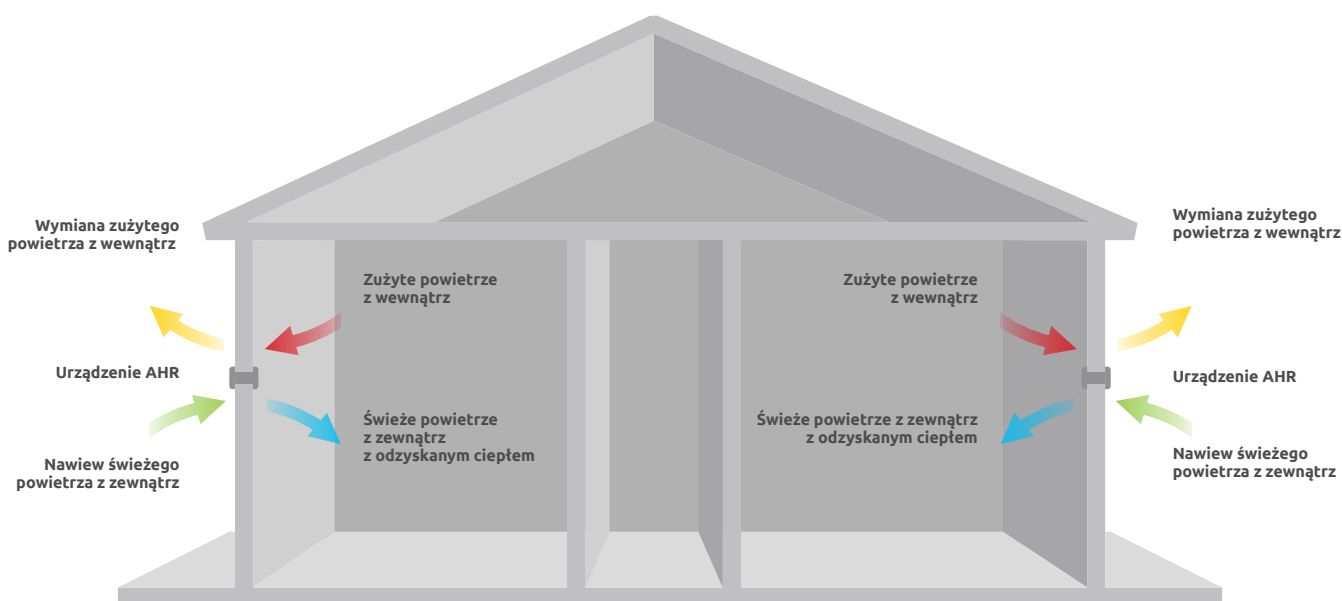 Wymiana zużytego
powietrza z wewnątrz
Urządzenie AHR
Nawiew świeżego
powietrza z zewnątrz
Zużyte powietrze
z wewnątrz
Świeże powietrze
z zewnątrz
z odzyskanym ciepłem
Zużyte powietrze
z wewnątrz
Świeże powietrze z zewnątrz
z odzyskanym ciepłem
Wymiana zużytego
powietrza z wewnątrz
Urządzenie AHR
Nawiew świeżego
powietrza z zewnątrz